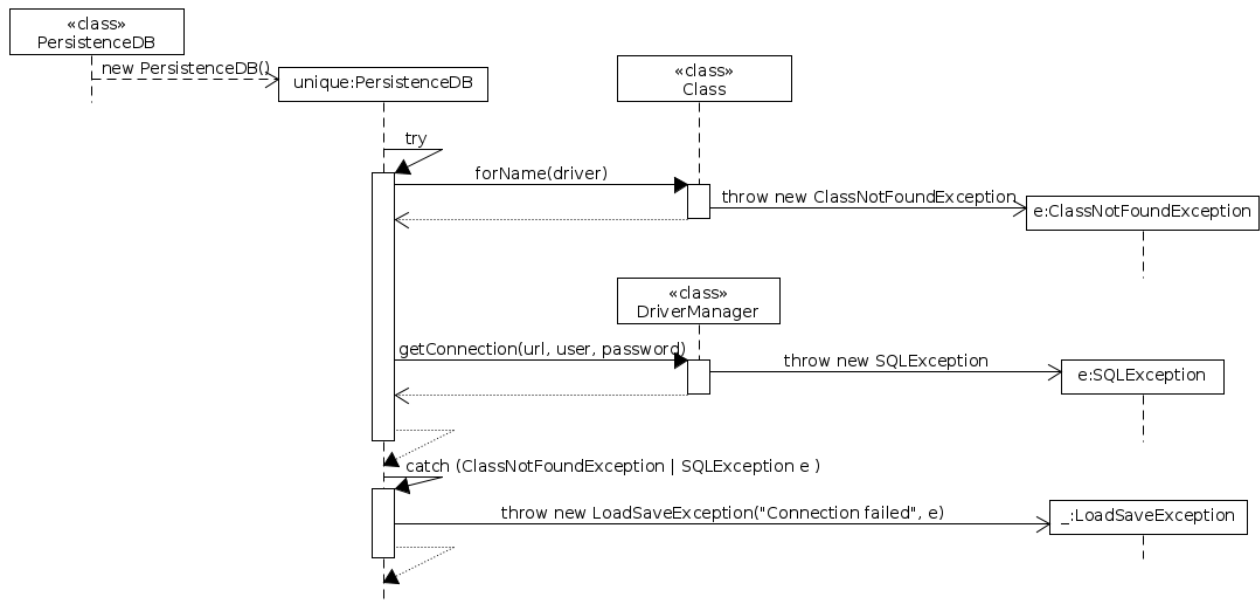 «class»
PersistenceDB
new PersistenceDB()
unique:PersistenceDB
«class»
Class
try
forName(driver)
throw new ClassNotFoundException
e:ClassNotFoundException
«class»
DriverManager
getConnection(url, user, password)
throw new SQLException
e:SQLException
catch (ClassNotFoundException | SQLException e )
throw new LoadSaveException("Connection failed", e)
_:LoadSaveException